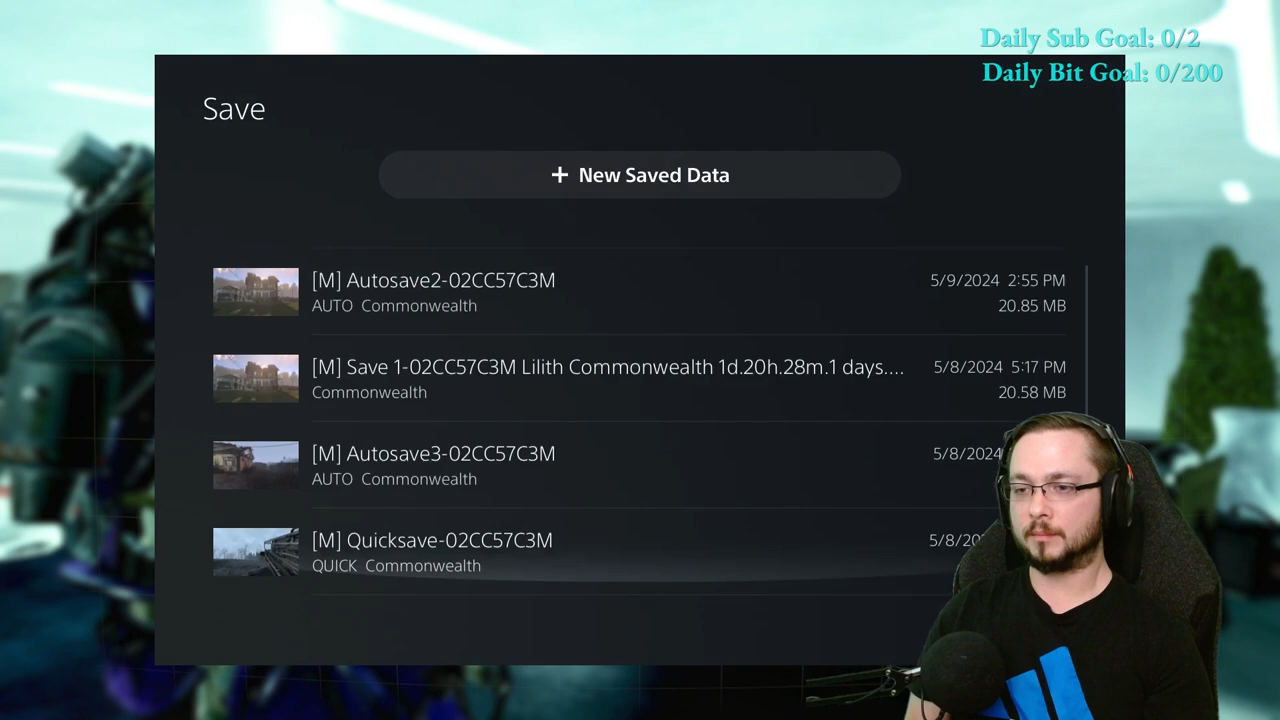 Daily Sub Goal: 0/2
Daily Bit Goal: 0/200
Save
+ New Saved Data
[M] Autosave2-02CC57C3M
5/9/2024 2:55 PM
AUTO Commonwealth
20.85 MB
[M] Save 1-02CC57C3M Lilith Commonwealth 1d.20h.28m.1 days....
5/8/2024 5:17 PM
Commonwealth
20.58 MB
[M] Autosave3-02CC57C3M
5/8/2024
AUTO Commonwealth
[M] Quicksave-02CC57C3M
QUICK Commonwealth